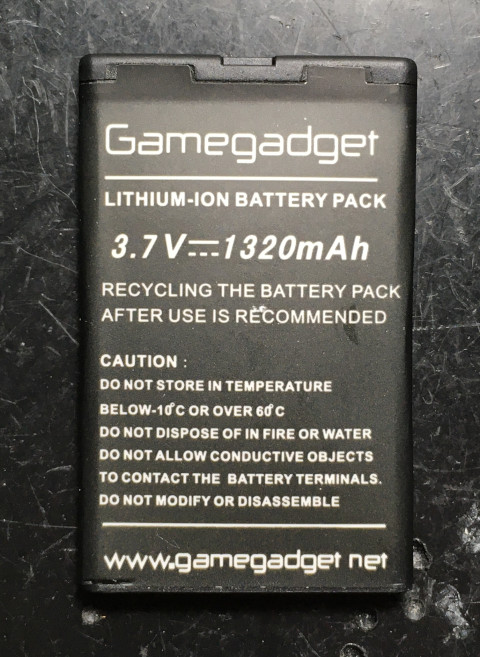 Gamegadget
LITHIUM-ION BATTERY PACK
3.7V⎓1320mAh
RECYCLING THE BATTERY PACK
AFTER USE IS RECOMMENDED
CAUTION :
DO NOT STORE IN TEMPERATURE
BELOW-10°C OR OVER 60°C
DO NOT DISPOSE OF IN FIRE OR WATER
DO NOT ALLOW CONDUCTIVE OBJECTS
TO CONTACT THE BATTERY TERMINALS.
DO NOT MODIFY OR DISASSEMBLE
www.gamegadget net